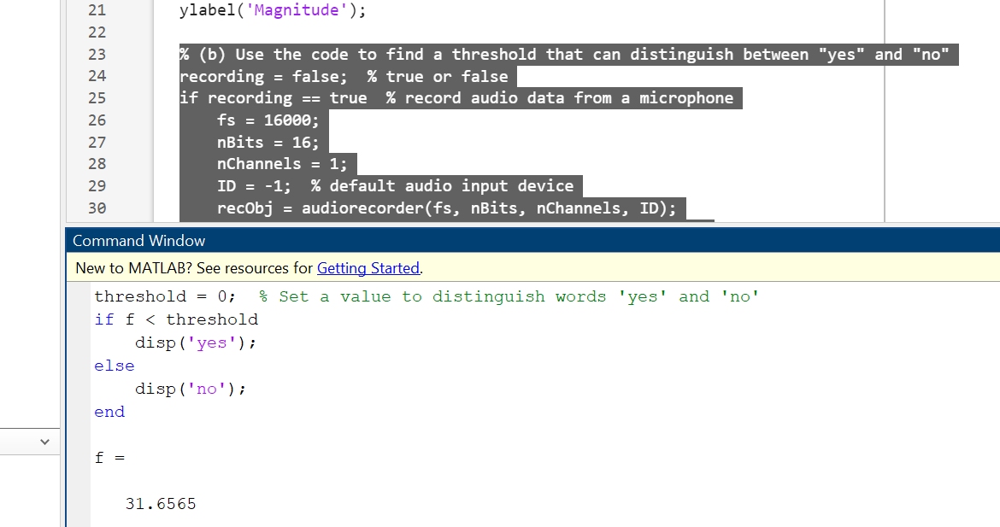 21 ylabel('Magnitude');
22
23 % (b) Use the code to find a threshold that can distinguish between "yes" and "no"
24 recording = false;  % true or false
25 if recording == true  % record audio data from a microphone
26     fs = 16000;
27     nBits = 16;
28     nChannels = 1;
29     ID = -1;  % default audio input device
30     recObj = audiorecorder(fs, nBits, nChannels, ID);
Command Window
New to MATLAB? See resources for Getting Started.
threshold = 0;  % Set a value to distinguish words 'yes' and 'no'
if f < threshold
    disp('yes');
else
    disp('no');
end
f =
31.6565